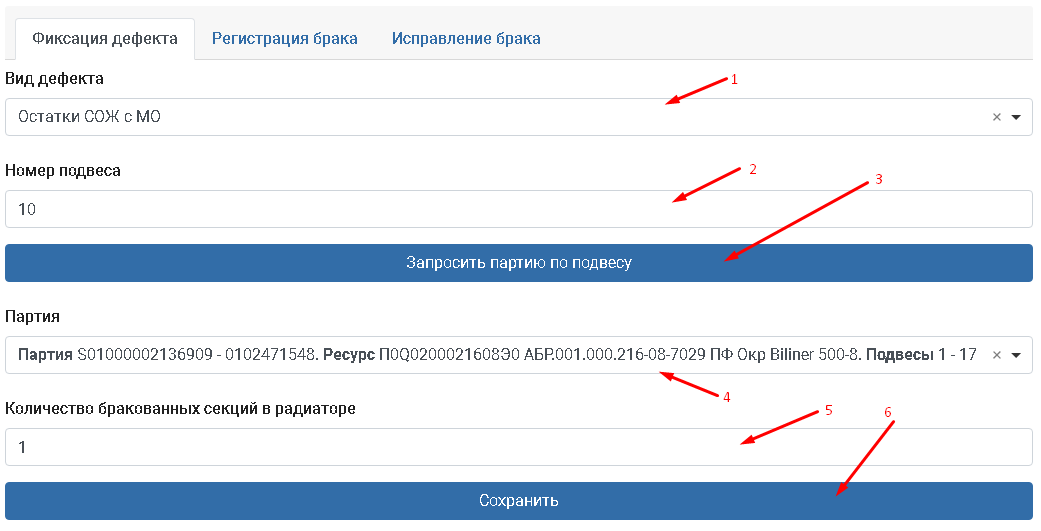 Фиксация дефекта Регистрация брака Исправление брака
Вид дефекта
1
Остатки СОЖ с МО
Номер подвеса
2
3
10
Запросить партию по подвесу
Партия
Партия S01000002136909 - 0102471548. Ресурс П0Q0200021608Э0 АБР.001.000.216-08-7029 ПФ Окр Biliner 500-8. Подвесы 1 - 17
4
Количество бракованных секций в радиаторе
5
6
1
Сохранить